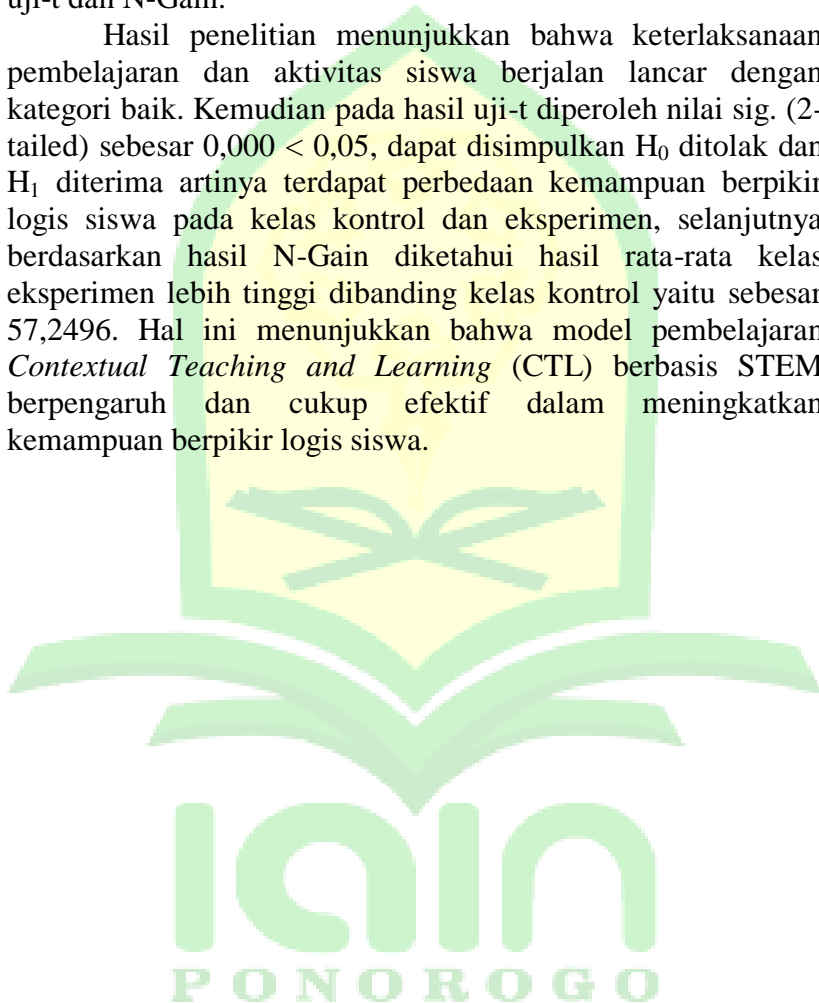 uji-t dan N-Gain.
Hasil penelitian menunjukkan bahwa keterlaksanaan
pembelajaran dan aktivitas siswa berjalan lancar dengan
kategori baik. Kemudian pada hasil uji-t diperoleh nilai sig. (2-
tailed) sebesar 0,000 < 0,05, dapat disimpulkan H₀ ditolak dan
H₁ diterima artinya terdapat perbedaan kemampuan berpikir
logis siswa pada kelas kontrol dan eksperimen, selanjutnya
berdasarkan hasil N-Gain diketahui hasil rata-rata kelas
eksperimen lebih tinggi dibanding kelas kontrol yaitu sebesar
57,2496. Hal ini menunjukkan bahwa model pembelajaran
Contextual Teaching and Learning (CTL) berbasis STEM
berpengaruh dan cukup efektif dalam meningkatkan
kemampuan berpikir logis siswa.
iain
PONOROGO